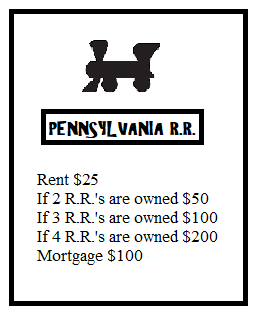 PENNSYLVANIA R.R.
Rent $25
If 2 R.R.'s are owned $50
If 3 R.R.'s are owned $100
If 4 R.R.'s are owned $200
Mortgage $100